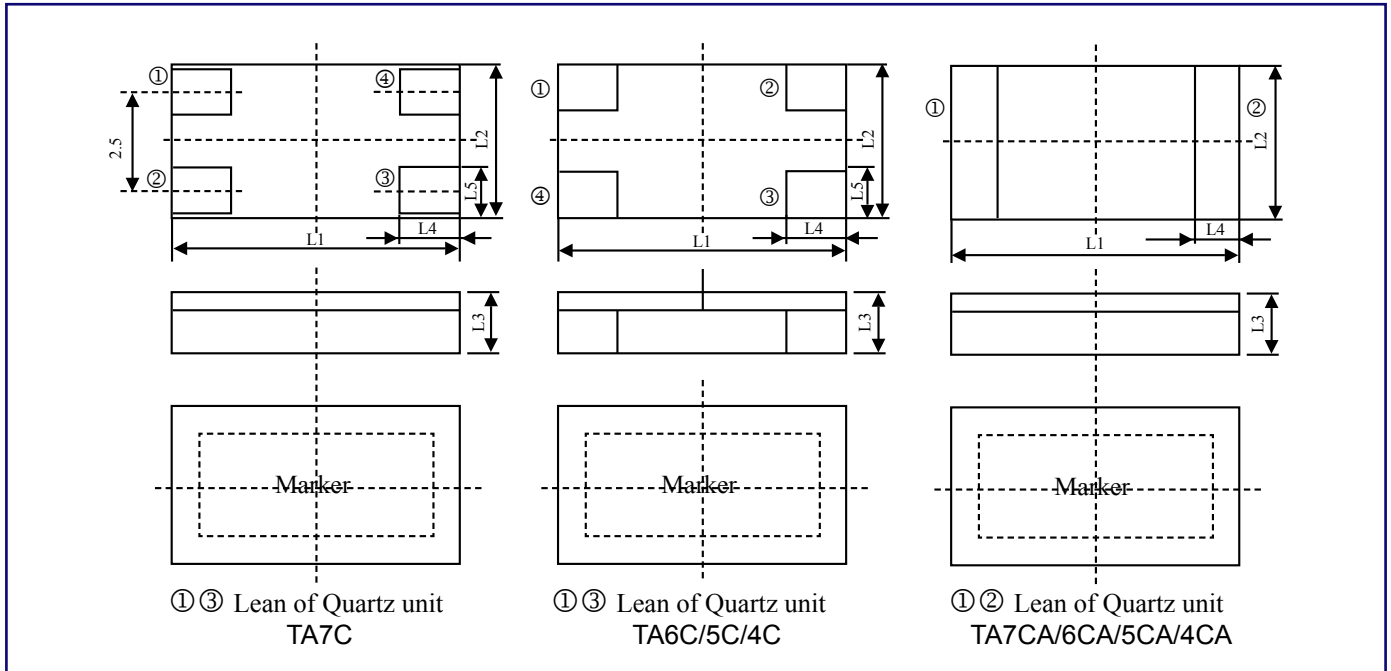 ① ④
2.5
L2
② ③
L5
L4
L1
L3
Marker
①③ Lean of Quartz unit
TA7C
① ②
L2
④ ③
L5
L4
L1
L3
Marker
①③ Lean of Quartz unit
TA6C/5C/4C
① ②
L2
L4
L1
L3
Marker
①② Lean of Quartz unit
TA7CA/6CA/5CA/4CA